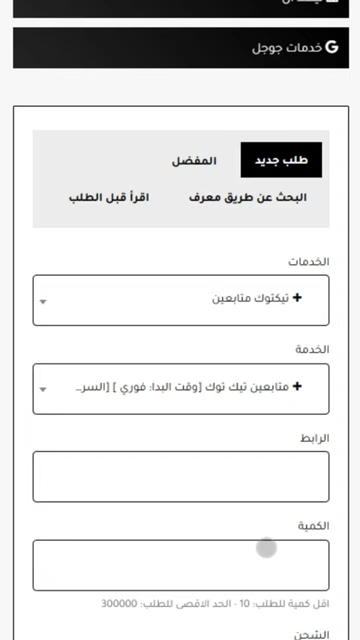 خدمات جوجل
طلب جديد
المفضل
البحث عن طريق معرف
اقرأ قبل الطلب
الخدمات
+ تيكتوك متابعين
الخدمة
+ متابعين تيك توك [وقت البدا: فوري ] [السر...
الرابط
الكمية
اقل كمية للطلب: 10 - الحد الاقصى للطلب: 300000
الشحن